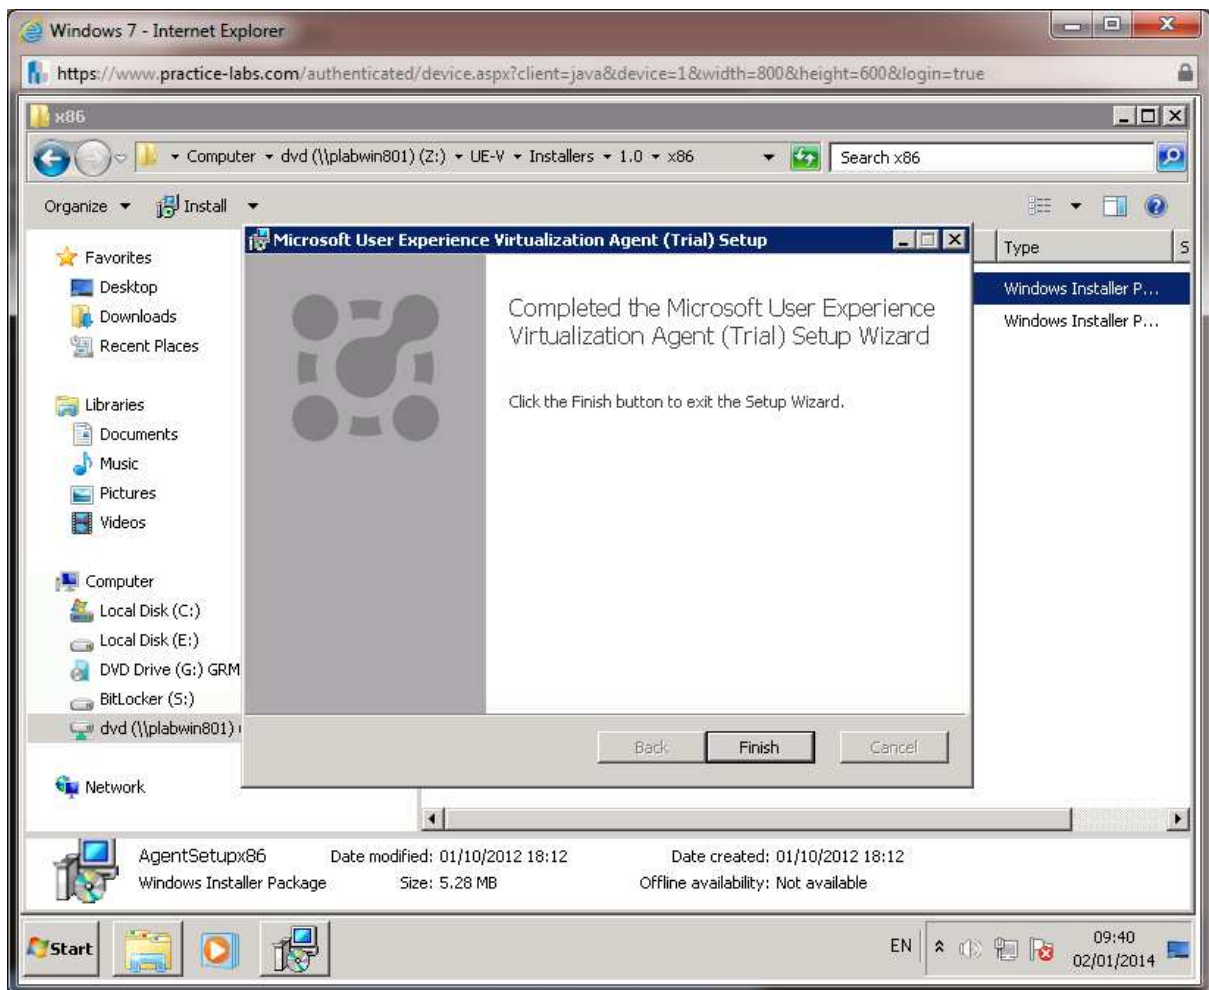 Windows 7 - Internet Explorer
https://www.practice-labs.com/authenticated/device.aspx?client=java&device=1&width=800&height=600&login=true
x86
Computer dvd (\\plabwin801) (Z:) UE-V Installers 1.0 x86
Search x86
Organize Install
Microsoft User Experience Virtualization Agent (Trial) Setup
Type
S
Favorites
Desktop
Downloads
Recent Places
Libraries
Documents
Music
Pictures
Videos
Computer
Local Disk (C:)
Local Disk (E:)
DVD Drive (G:) GRM
BitLocker (S:)
dvd (\\plabwin801)
Network
Completed the Microsoft User Experience
Virtualization Agent (Trial) Setup Wizard
Click the Finish button to exit the Setup Wizard.
Back Finish Cancel
Windows Installer P...
Windows Installer P...
AgentSetupx86 Date modified: 01/10/2012 18:12 Date created: 01/10/2012 18:12
Windows Installer Package Size: 5.28 MB Offline availability: Not available
Start
EN
09:40
02/01/2014